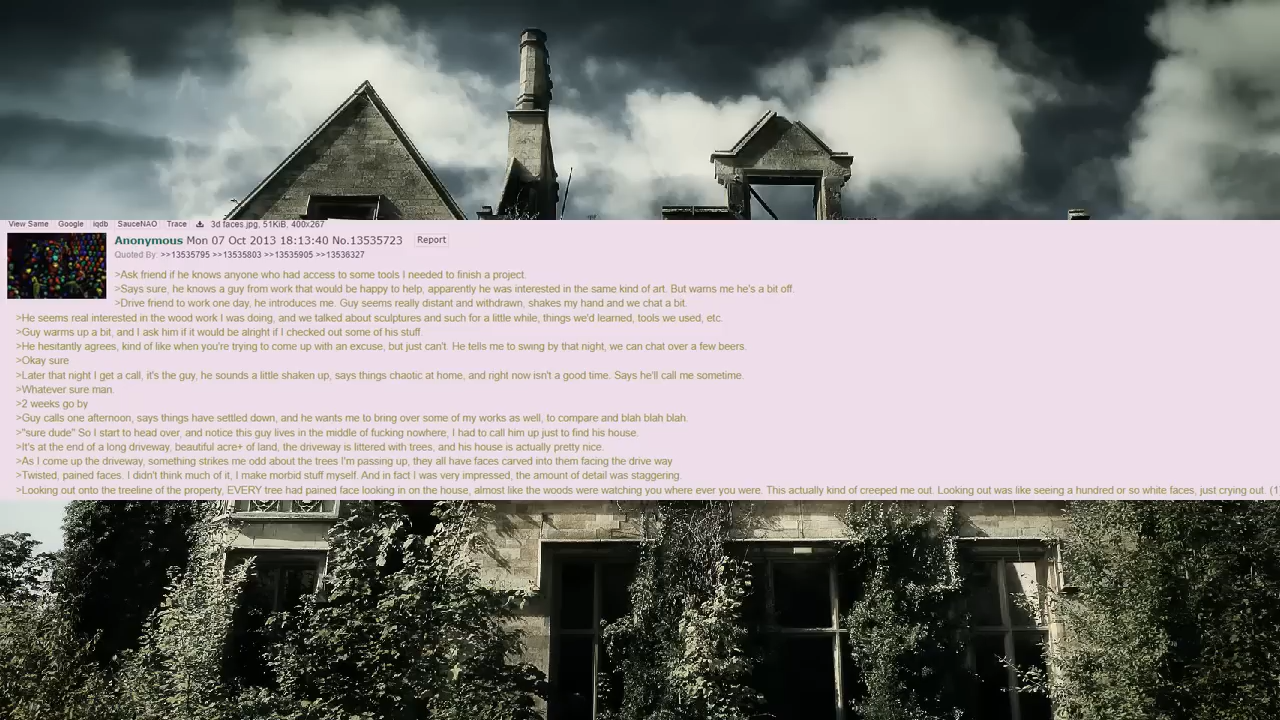 View Same Google iqdb SauceNAO Trace 3d faces.jpg, 51KiB, 400x267
Anonymous Mon 07 Oct 2013 18:13:40 No.13535723 Report
Quoted By: >>13535795 >>13535803 >>13535905 >>13536327
>Ask friend if he knows anyone who had access to some tools I needed to finish a project.
>Says sure, he knows a guy from work that would be happy to help, apparently he was interested in the same kind of art. But warns me he's a bit off.
>Drive friend to work one day, he introduces me. Guy seems really distant and withdrawn, shakes my hand and we chat a bit.
>He seems real interested in the wood work I was doing, and we talked about sculptures and such for a little while, things we'd learned, tools we used, etc.
>Guy warms up a bit, and I ask him if it would be alright if I checked out some of his stuff.
>He hesitantly agrees, kind of like when you're trying to come up with an excuse, but just can't. He tells me to swing by that night, we can chat over a few beers.
>Okay sure
>Later that night I get a call, it's the guy, he sounds a little shaken up, says things chaotic at home, and right now isn't a good time. Says he'll call me sometime.
>Whatever sure man.
>2 weeks go by
>Guy calls one afternoon, says things have settled down, and he wants me to bring over some of my works as well, to compare and blah blah blah.
>"sure dude" So I start to head over, and notice this guy lives in the middle of fucking nowhere, I had to call him up just to find his house.
>It's at the end of a long driveway, beautiful acre+ of land, the driveway is littered with trees, and his house is actually pretty nice.
>As I come up the driveway, something strikes me odd about the trees I'm passing up, they all have faces carved into them facing the drive way
>Twisted, pained faces. I didn't think much of it, I make morbid stuff myself. And in fact I was very impressed, the amount of detail was staggering.
>Looking out onto the treeline of the property, EVERY tree had pained face looking in on the house, almost like the woods were watching you where ever you were. This actually kind of creeped me out. Looking out was like seeing a hundred or so white faces, just crying out. (1